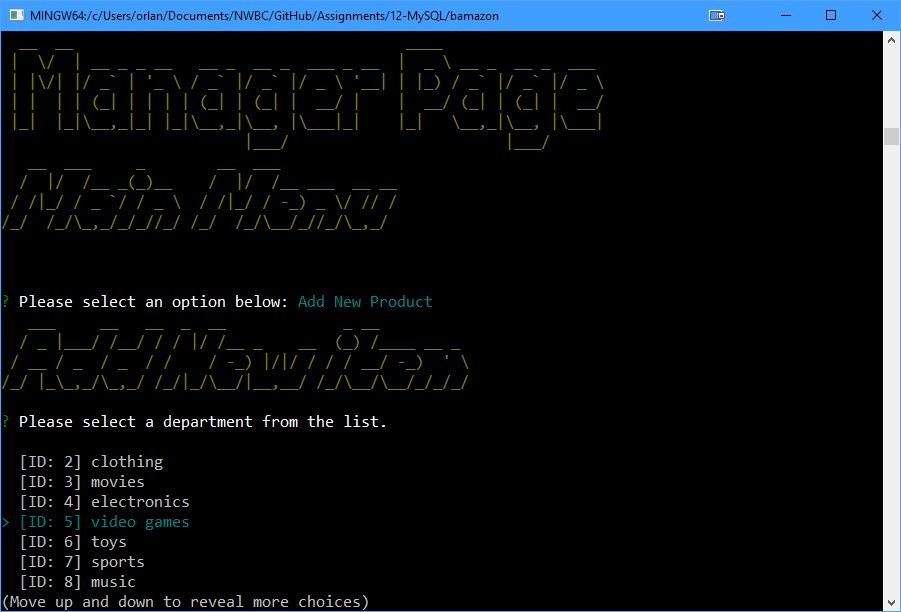 MINGW64:/c/Users/orlan/Documents/NWBC/GitHub/Assignments/12-MySQL/bamazon
Manager Page
Main Menu
? Please select an option below: Add New Product
Add New Item
? Please select a department from the list.
[ID: 2] clothing
[ID: 3] movies
[ID: 4] electronics
> [ID: 5] video games
[ID: 6] toys
[ID: 7] sports
[ID: 8] music
(Move up and down to reveal more choices)